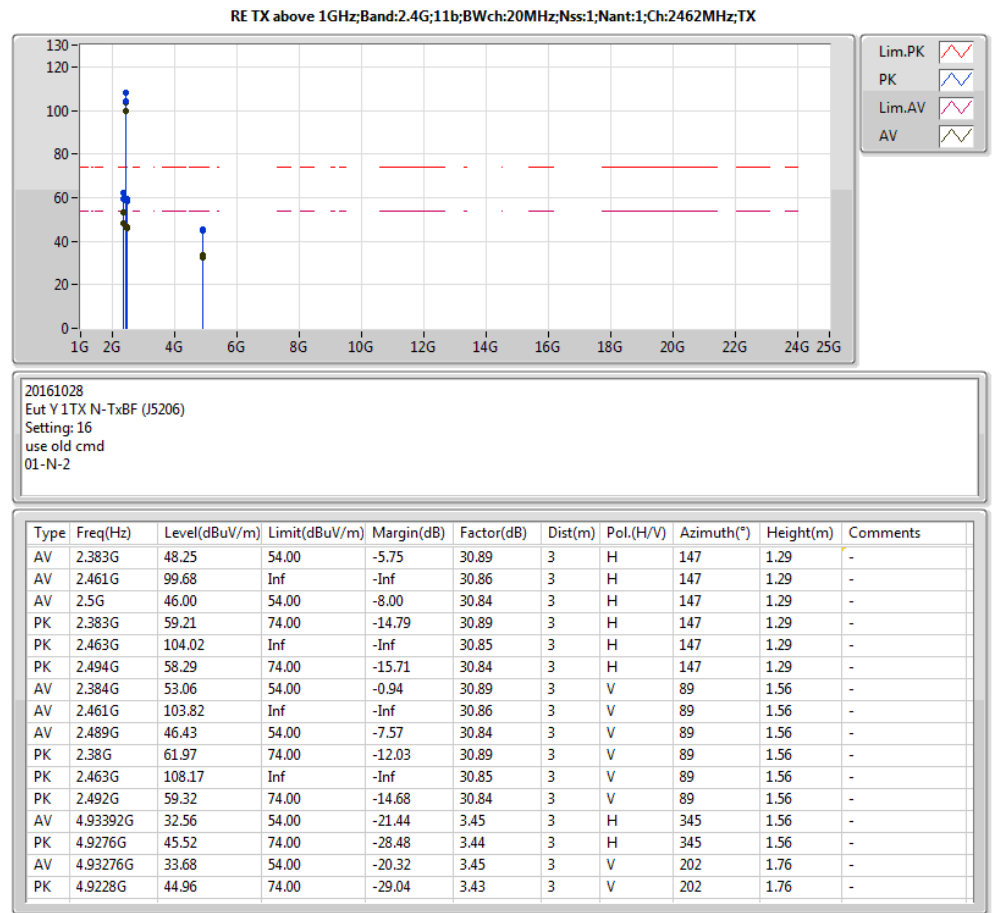 RE TX above 1GHz;Band:2.4G;11b;BWch:20MHz;Nss:1;Nant:1;Ch:2462MHz;TX
130
120
100
80
60
40
20
0
1G 2G 4G 6G 8G 10G 12G 14G 16G 18G 20G 22G 24G 25G
Lim.PK
PK
Lim.AV
AV
20161028
Eut Y 1TX N-TxBF (J5206)
Setting: 16
use old cmd
01-N-2
Type Freq(Hz) Level(dBuV/m) Limit(dBuV/m) Margin(dB) Factor(dB) Dist(m) Pol.(H/V) Azimuth(°) Height(m) Comments
AV 2.383G 48.25 54.00 -5.75 30.89 3 H 147 1.29 -
AV 2.461G 99.68 Inf -Inf 30.86 3 H 147 1.29 -
AV 2.5G 46.00 54.00 -8.00 30.84 3 H 147 1.29 -
PK 2.383G 59.21 74.00 -14.79 30.89 3 H 147 1.29 -
PK 2.463G 104.02 Inf -Inf 30.85 3 H 147 1.29 -
PK 2.494G 58.29 74.00 -15.71 30.84 3 H 147 1.29 -
AV 2.384G 53.06 54.00 -0.94 30.89 3 V 89 1.56 -
AV 2.461G 103.82 Inf -Inf 30.86 3 V 89 1.56 -
AV 2.489G 46.43 54.00 -7.57 30.84 3 V 89 1.56 -
PK 2.38G 61.97 74.00 -12.03 30.89 3 V 89 1.56 -
PK 2.463G 108.17 Inf -Inf 30.85 3 V 89 1.56 -
PK 2.492G 59.32 74.00 -14.68 30.84 3 V 89 1.56 -
AV 4.93392G 32.56 54.00 -21.44 3.45 3 H 345 1.56 -
PK 4.9276G 45.52 74.00 -28.48 3.44 3 H 345 1.56 -
AV 4.93276G 33.68 54.00 -20.32 3.45 3 V 202 1.76 -
PK 4.9228G 44.96 74.00 -29.04 3.43 3 V 202 1.76 -